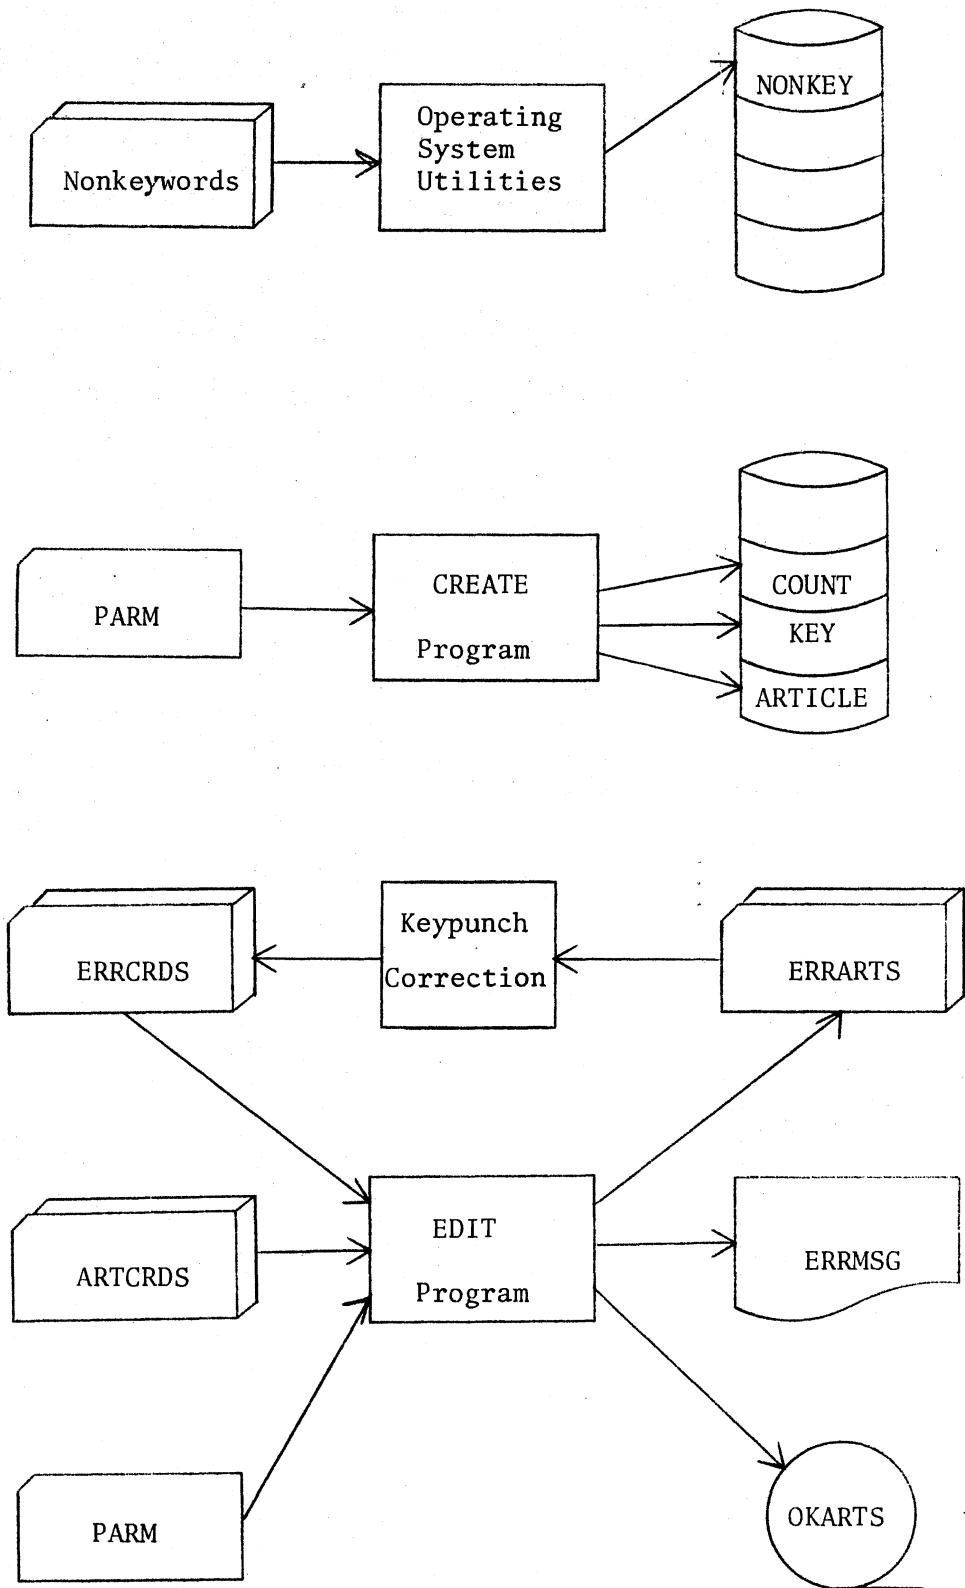 NONKEY
Operating
System
Utilities
Nonkeywords
PARM
CREATE
Program
COUNT
KEY
ARTICLE
ERRCRDS
Keypunch
Correction
ERRARTS
ARTCRDS
EDIT
Program
ERRMSG
PARM
OKARTS